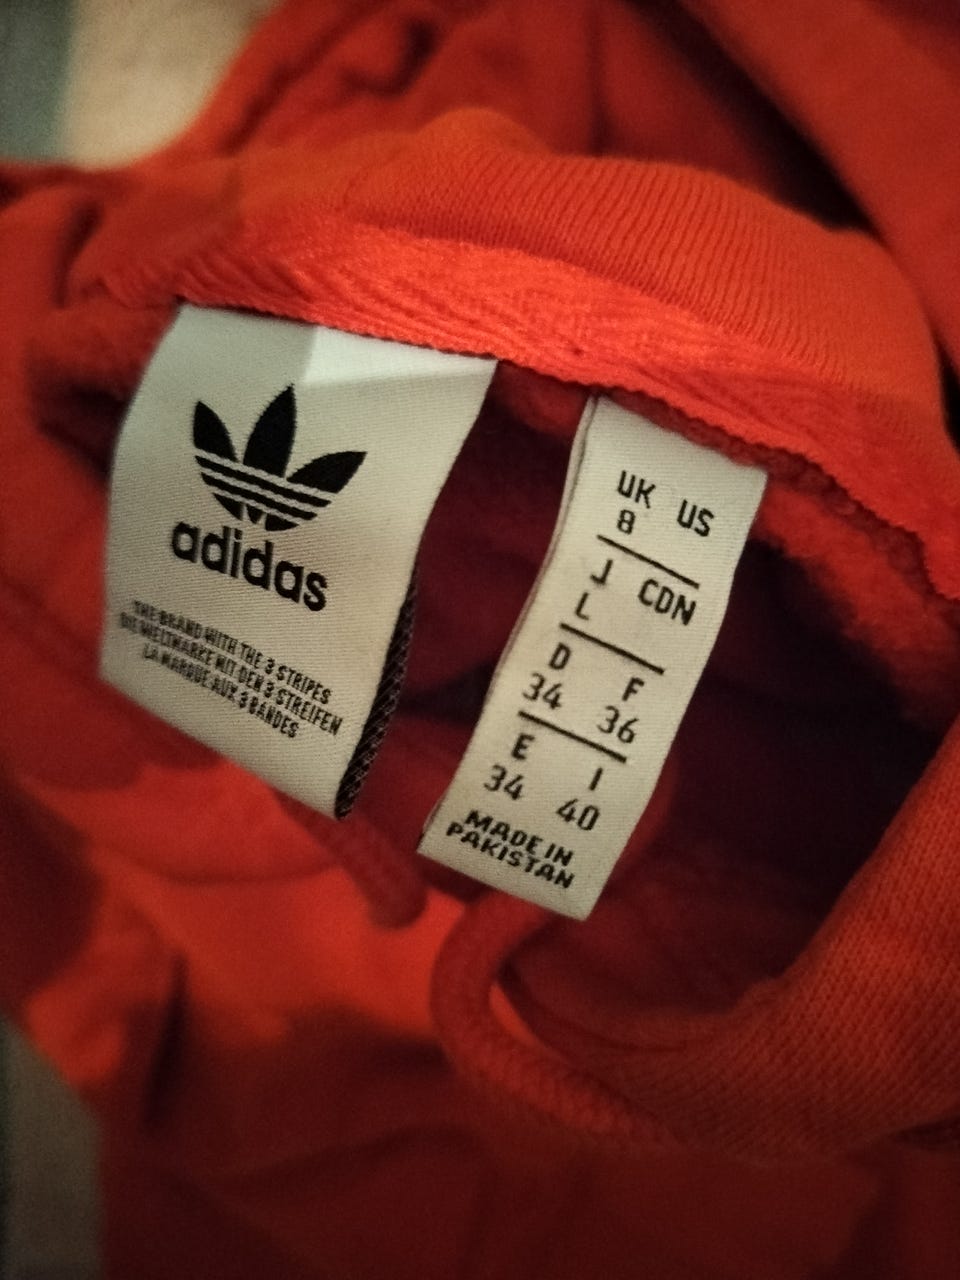 adidas
THE BRAND WITH THE 3 STRIPES
DIE WELTMARKE MIT DEN 3 STREIFEN
LA MARQUE AUX 3 BANDES
UK US
8
J CDN
L
D F
34 36
E I
34 40
MADE IN
PAKISTAN